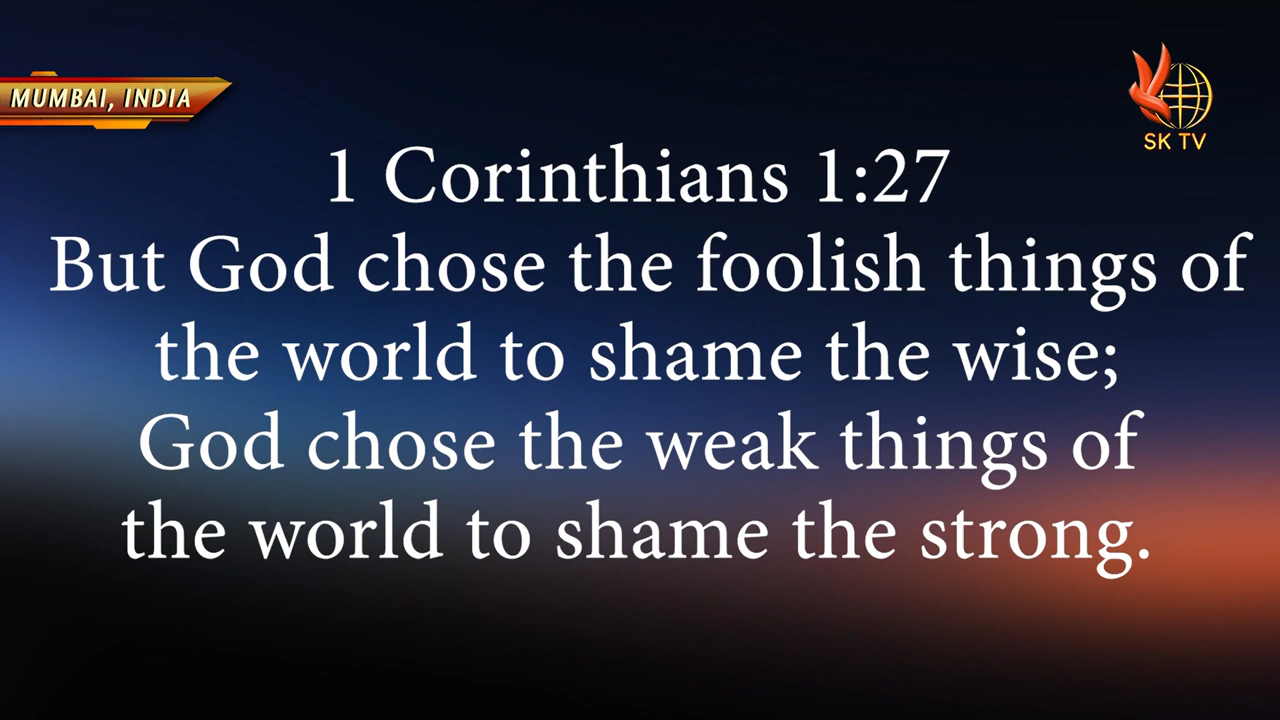 MUMBAI, INDIA
SK TV
1 Corinthians 1:27
But God chose the foolish things of
the world to shame the wise;
God chose the weak things of
the world to shame the strong.